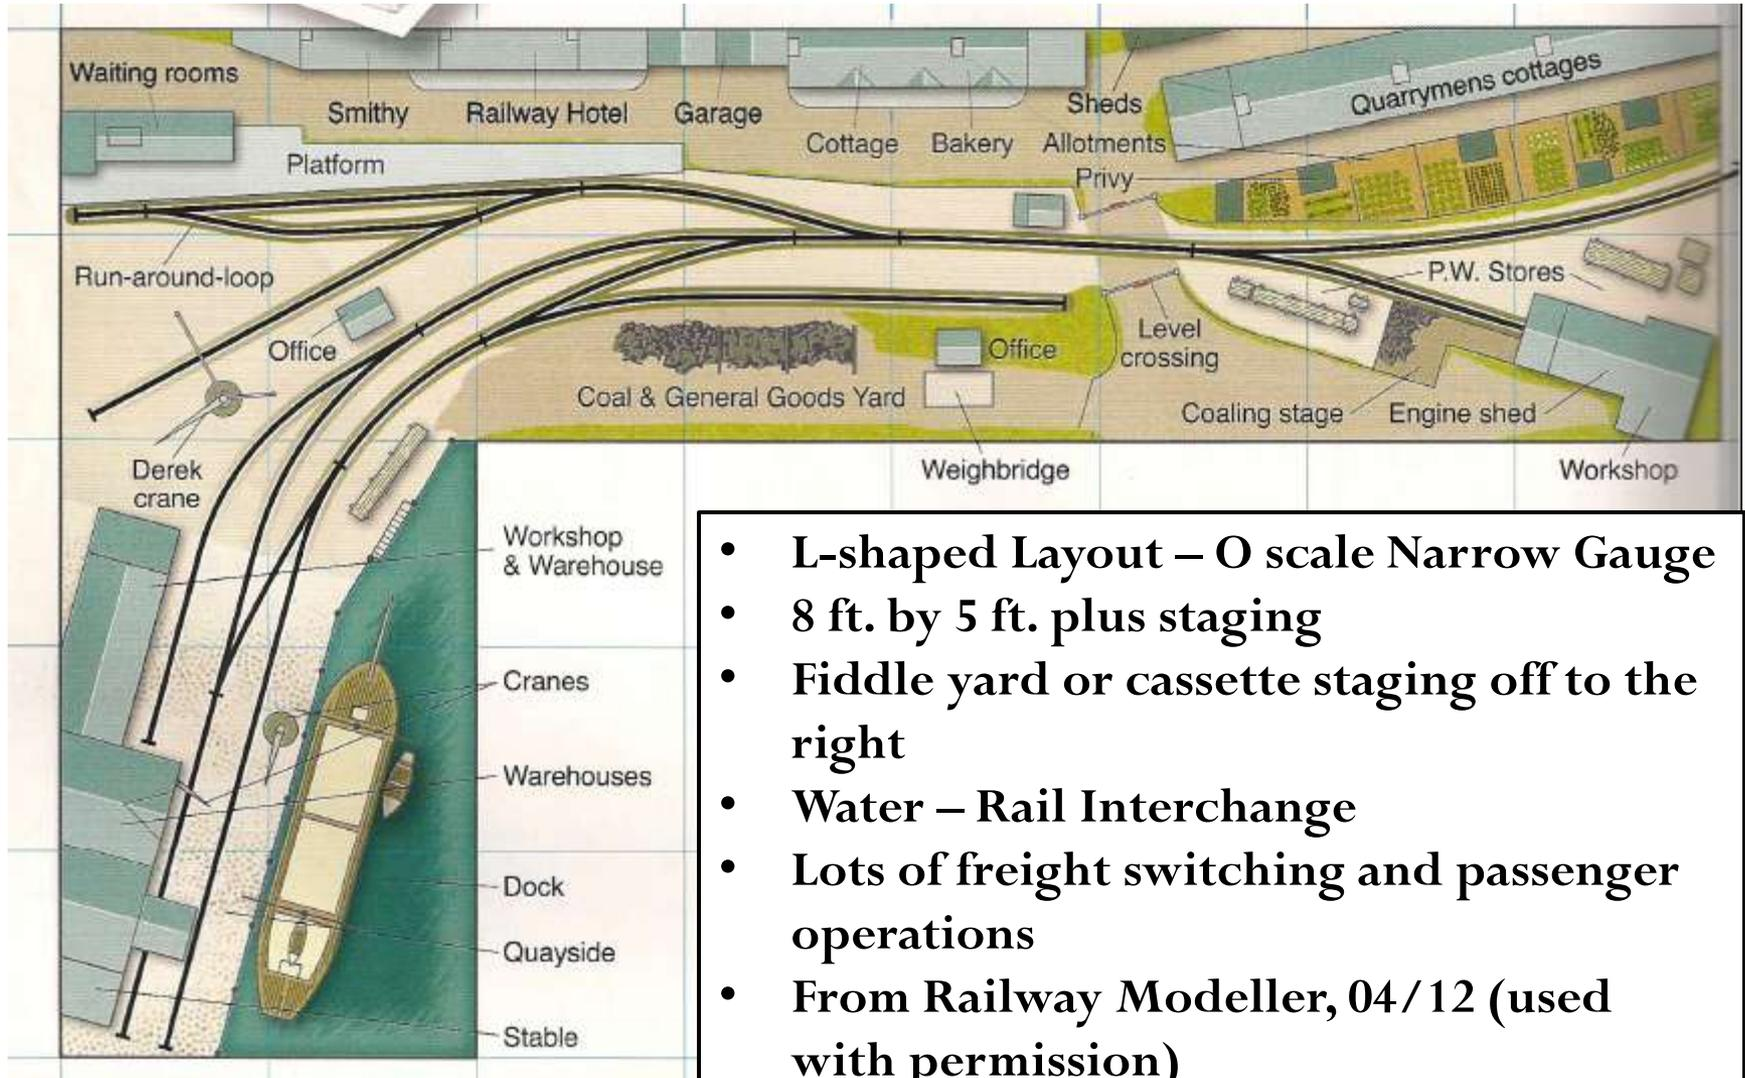 Waiting rooms
Smithy
Railway Hotel
Garage
Cottage
Bakery
Sheds
Allotments
Privy
Quarrymens cottages
Platform
Run-around-loop
Office
Derek
crane
Coal & General Goods Yard
Office
Weighbridge
Level
crossing
P.W. Stores
Coaling stage
Engine shed
Workshop
Workshop
& Warehouse
Cranes
Warehouses
Dock
Quayside
Stable
• L-shaped Layout – O scale Narrow Gauge
• 8 ft. by 5 ft. plus staging
• Fiddle yard or cassette staging off to the
right
• Water – Rail Interchange
• Lots of freight switching and passenger
operations
• From Railway Modeller, 04/12 (used
with permission)